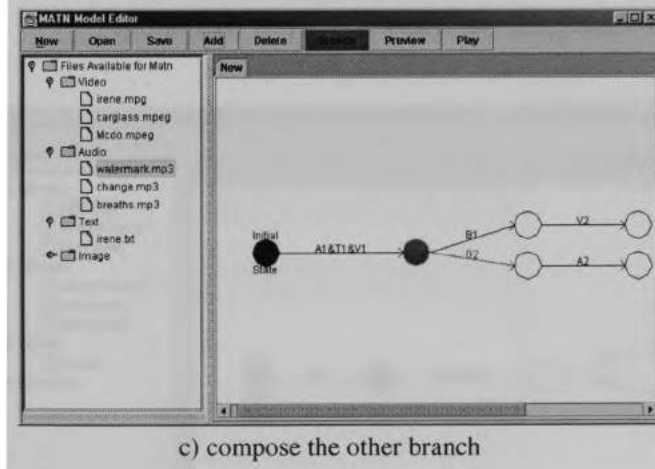 MATN Model Editor
New Open Save Add Delete Preview Play
Files Available for Matn
Video
irene.mpg
carglass.mpeg
Mcdo.mpeg
Audio
watermark.mp3
change.mp3
breaths.mp3
Text
irene.txt
Image
New
Initial
State
A1&T1&V1
B1
B2
V2
A2
c) compose the other branch